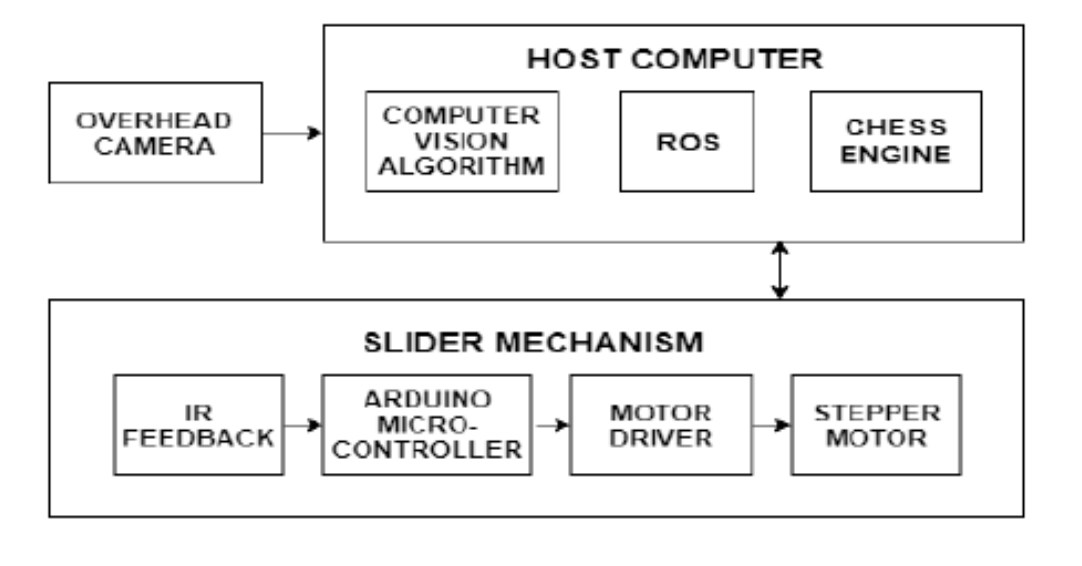 HOST COMPUTER
OVERHEAD
CAMERA
COMPUTER
VISION
ALGORITHM
ROS
CHESS
ENGINE
SLIDER MECHANISM
IR
FEEDBACK
ARDUINO
MICRO-
CONTROLLER
MOTOR
DRIVER
STEPPER
MOTOR